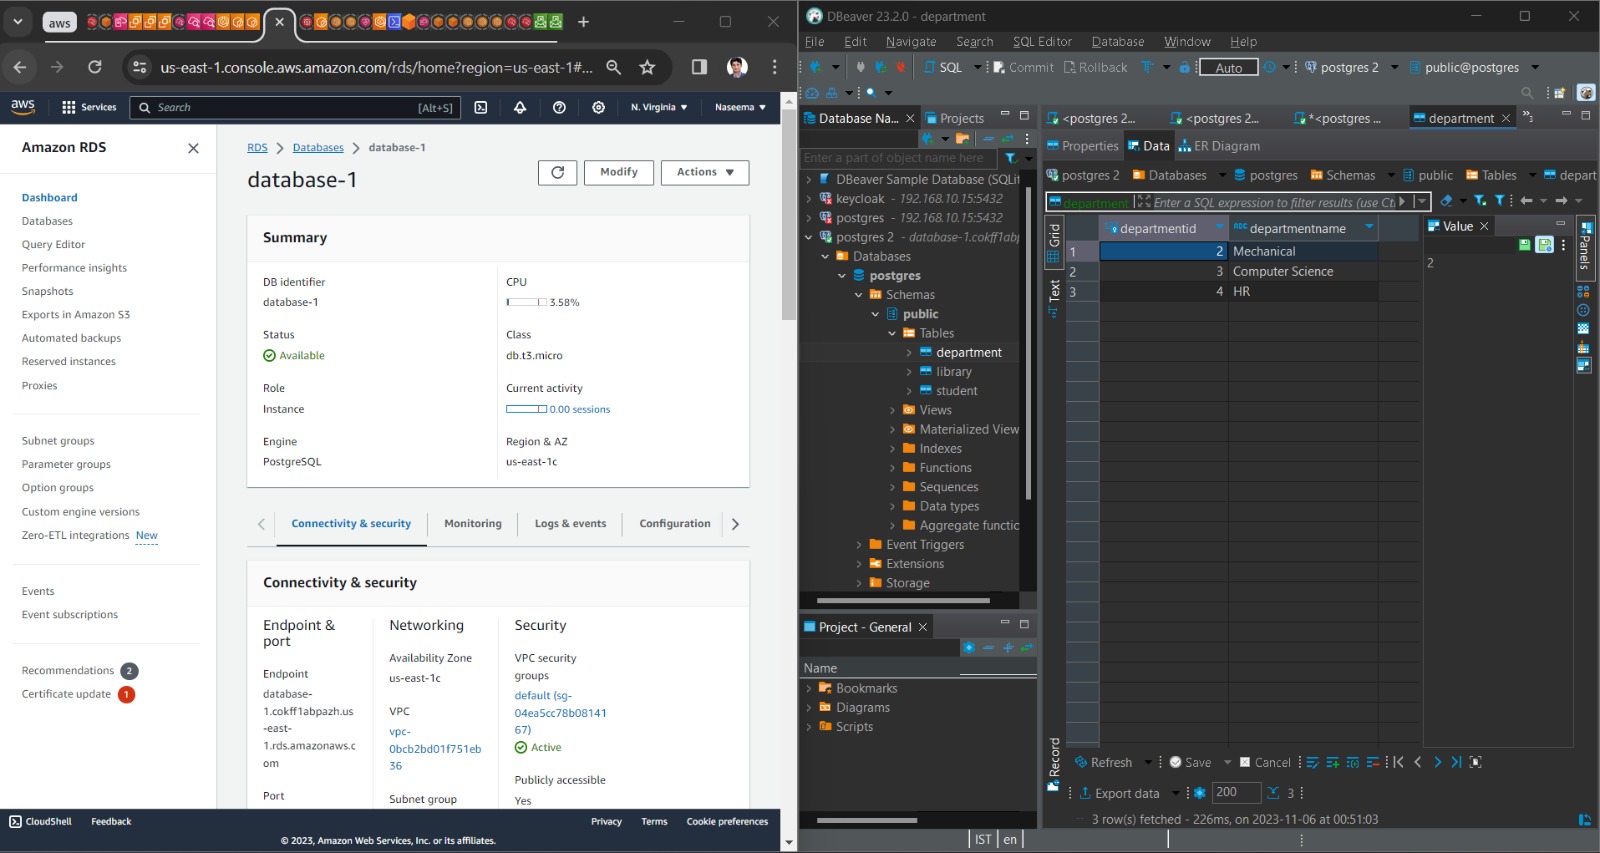 aws
us-east-1.console.aws.amazon.com/rds/home?region=us-east-1#...
aws Services Search [Alt+S] N. Virginia Naseema
Amazon RDS
Dashboard
Databases
Query Editor
Performance insights
Snapshots
Exports in Amazon S3
Automated backups
Reserved instances
Proxies
Subnet groups
Parameter groups
Option groups
Custom engine versions
Zero-ETL integrations New
Events
Event subscriptions
Recommendations 2
Certificate update 1
RDS Databases database-1
database-1
Modify Actions
Summary
DB identifier
database-1
CPU
3.58%
Status
Available
Class
db.t3.micro
Role
Instance
Current activity
0.00 sessions
Engine
PostgreSQL
Region & AZ
us-east-1c
Connectivity & security Monitoring Logs & events Configuration
Connectivity & security
Endpoint &
port
Endpoint
database-
1.cokff1abpazh.us
-east-
1.rds.amazonaws.c
om
Port
Networking
Availability Zone
us-east-1c
VPC
vpc-
0bcb2bd01f751eb
36
Subnet group
Security
VPC security
groups
default (sg-
04ea5cc78b08141
67)
Active
Publicly accessible
Yes
CloudShell Feedback Privacy Terms Cookie preferences
© 2023, Amazon Web Services, Inc. or its affiliates.
DBeaver 23.2.0 - department
File Edit Navigate Search SQL Editor Database Window Help
SQL Commit Rollback Auto postgres 2 public@postgres
Database Na... Projects
Enter a part of object name here
DBeaver Sample Database (SQLit
keycloak - 192.168.10.15:5432
postgres - 192.168.10.15:5432
postgres 2 - database-1.cokff1ab
Databases
postgres
Schemas
public
Tables
department
library
student
Views
Materialized View
Indexes
Functions
Sequences
Data types
Aggregate functic
Event Triggers
Extensions
Storage
Project - General
Name
Bookmarks
Diagrams
Scripts
<postgres 2... <postgres 2... *<postgres ... department
Properties Data ER Diagram
postgres 2 Databases postgres Schemas public Tables depart
department Enter a SQL expression to filter results (use Ct
Grid
Text
Record
departmentid departmentname
1 2 Mechanical
2 3 Computer Science
3 4 HR
Value
2
Panels
Refresh Save Cancel
Export data 200 3
3 row(s) fetched - 226ms, on 2023-11-06 at 00:51:03
IST en